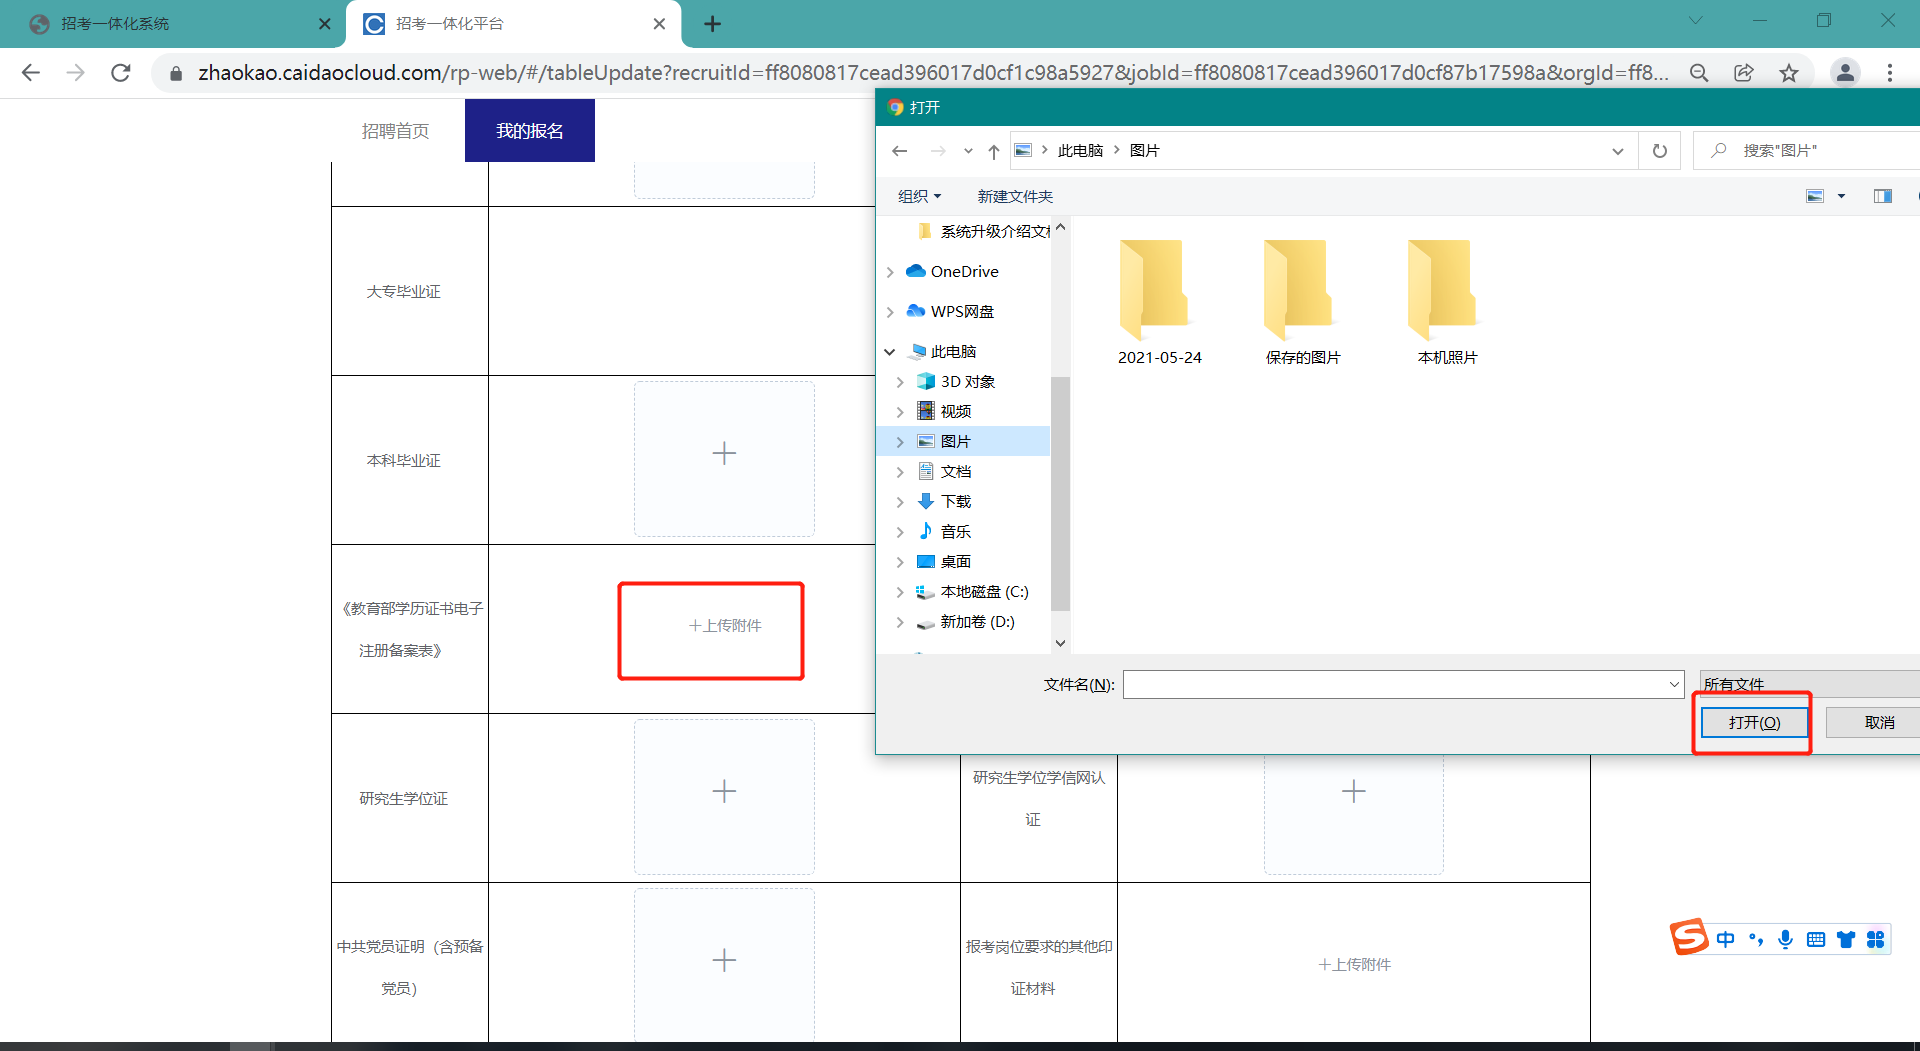 招考一体化系统
招考一体化平台
zhaokao.caidaocloud.com/rp-web/#/tableUpdate?recruitId=ff8080817cead396017d0cf1c98a5927&jobId=ff8080817cead396017d0cf87b17598a&orgId=ff8...
招聘首页
我的报名
大专毕业证
本科毕业证
《教育部学历证书电子
注册备案表》
+上传附件
研究生学位证
研究生学位学信网认
证
中共党员证明（含预备
党员）
报考岗位要求的其他印
证材料
+上传附件
打开
此电脑
图片
搜索"图片"
组织
新建文件夹
系统升级介绍文
OneDrive
WPS网盘
此电脑
3D 对象
视频
图片
文档
下载
音乐
桌面
本地磁盘 (C:)
新加卷 (D:)
2021-05-24
保存的图片
本机照片
文件名(N):
所有文件
打开(O)
取消
中